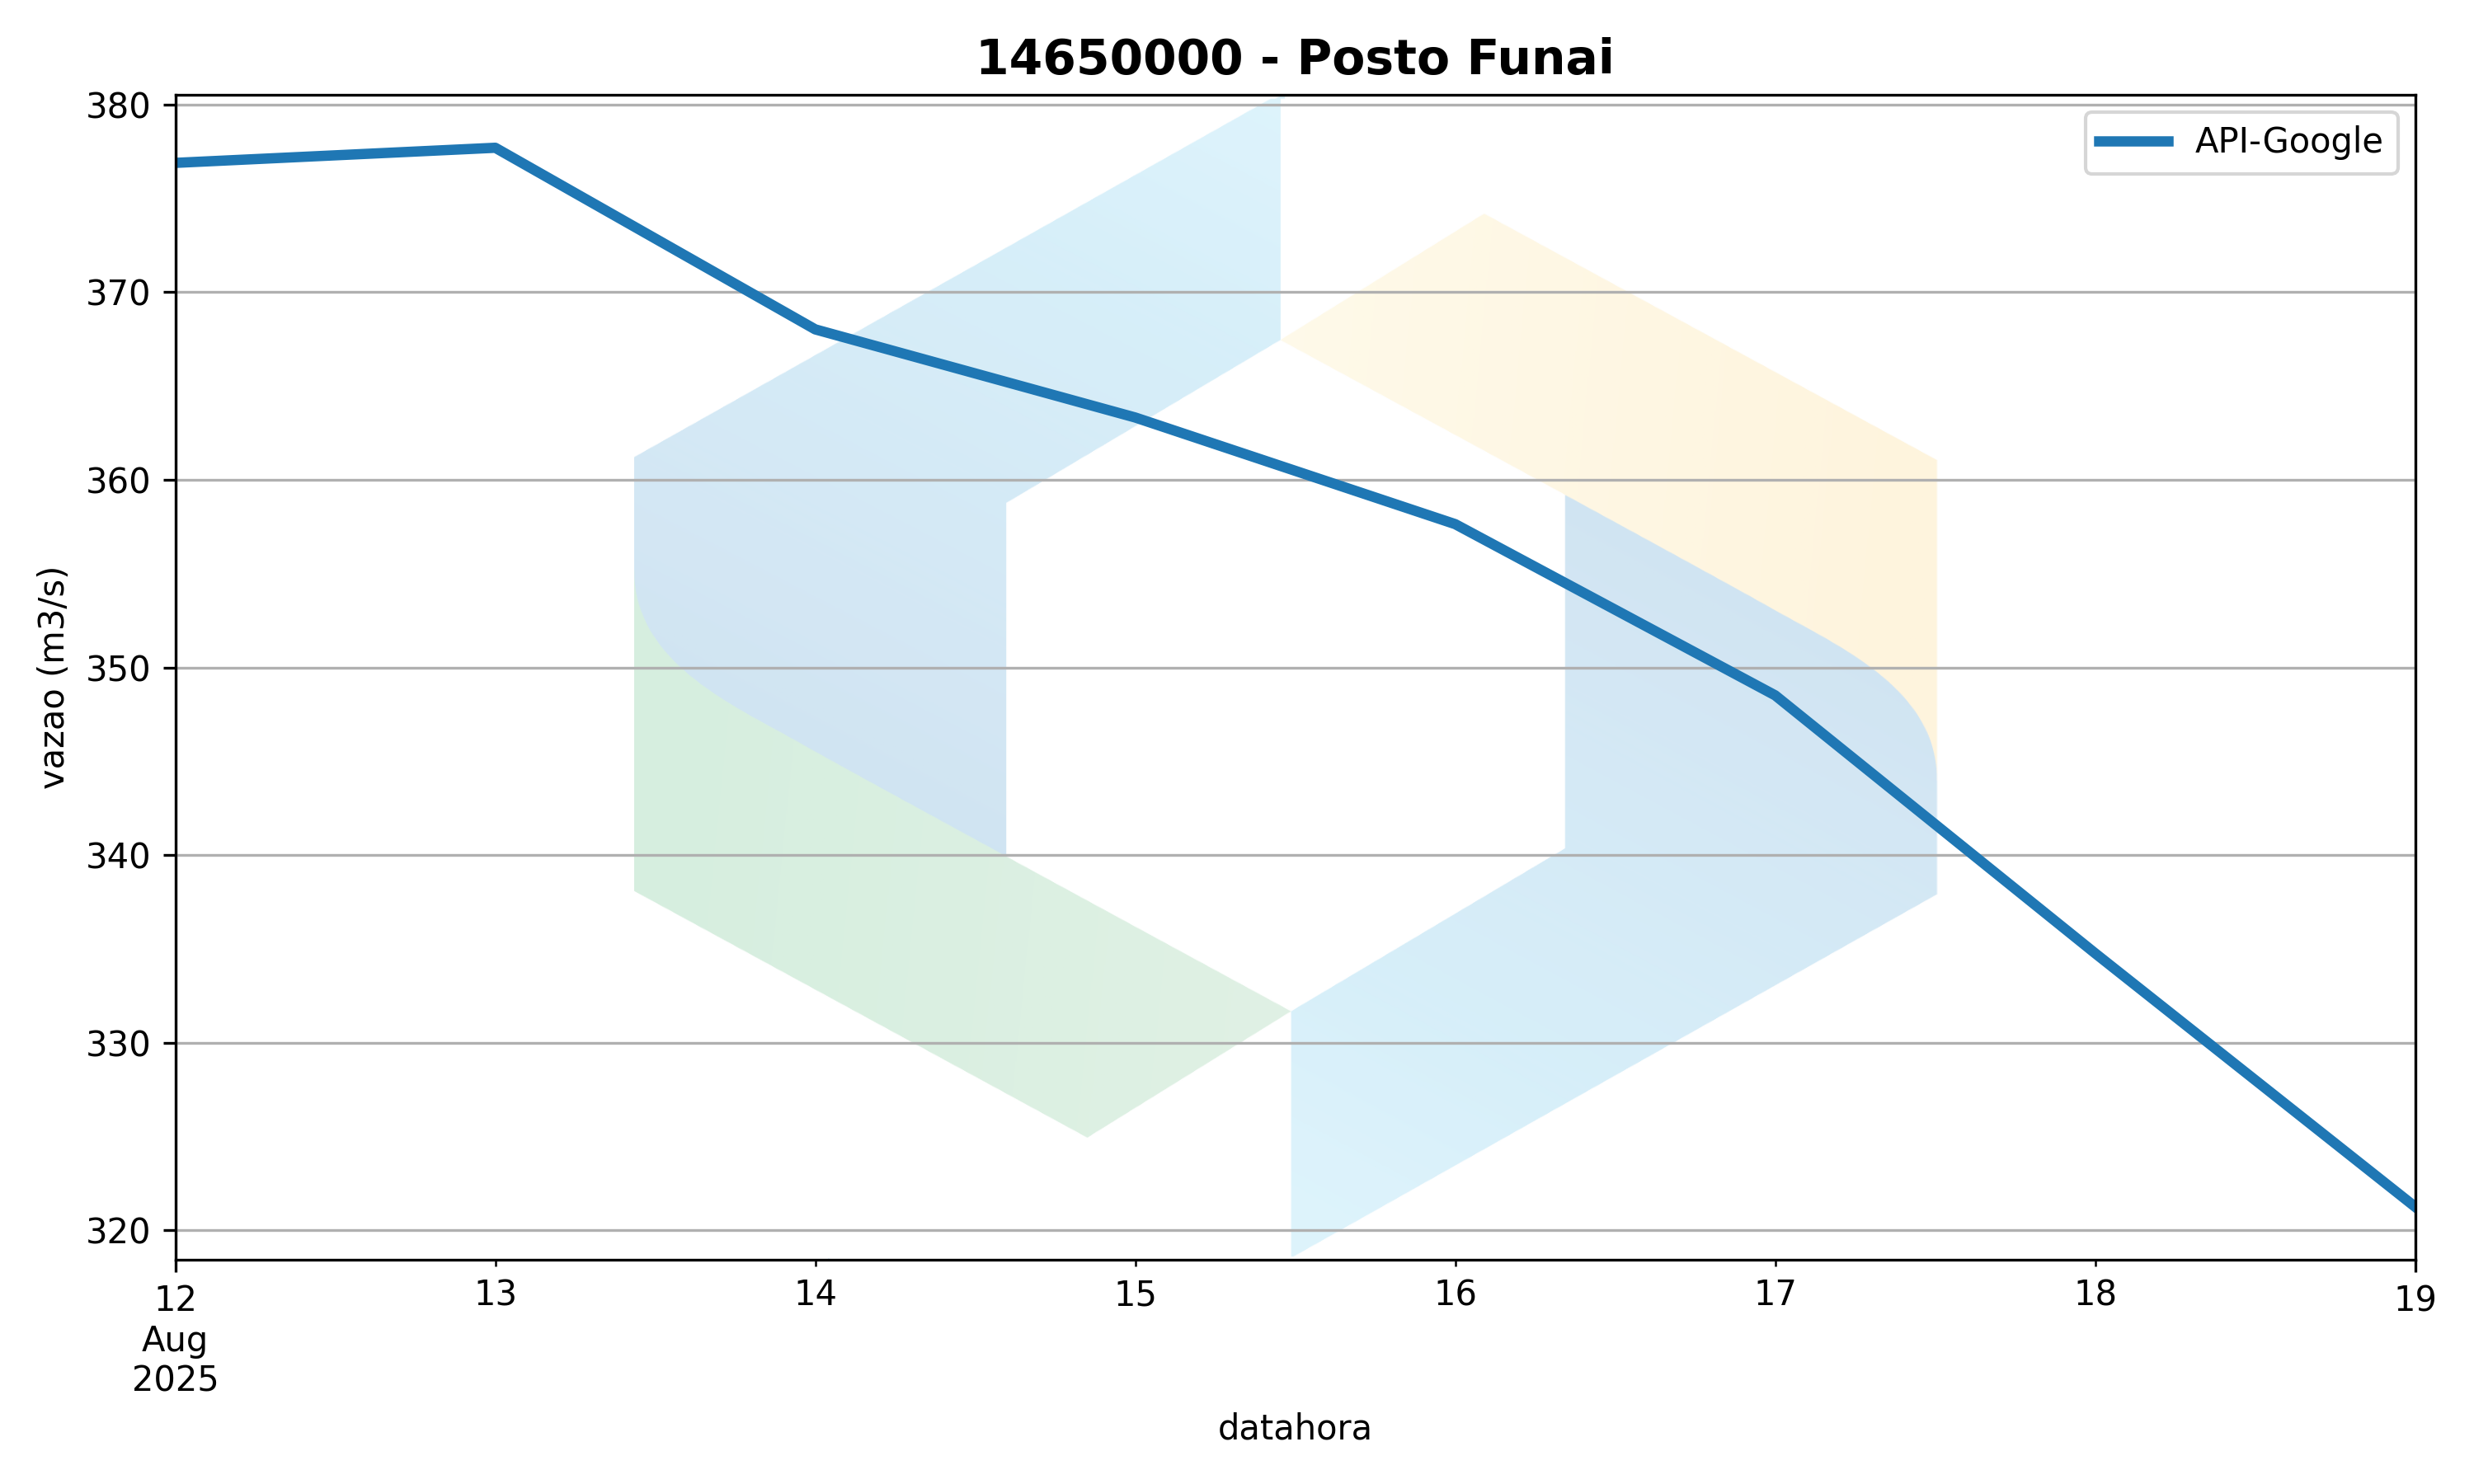 14650000 - Posto Funai
API-Google
380
370
360
350
340
330
320
vazao (m3/s)
12 13 14 15 16 17 18 19
Aug
2025
datahora